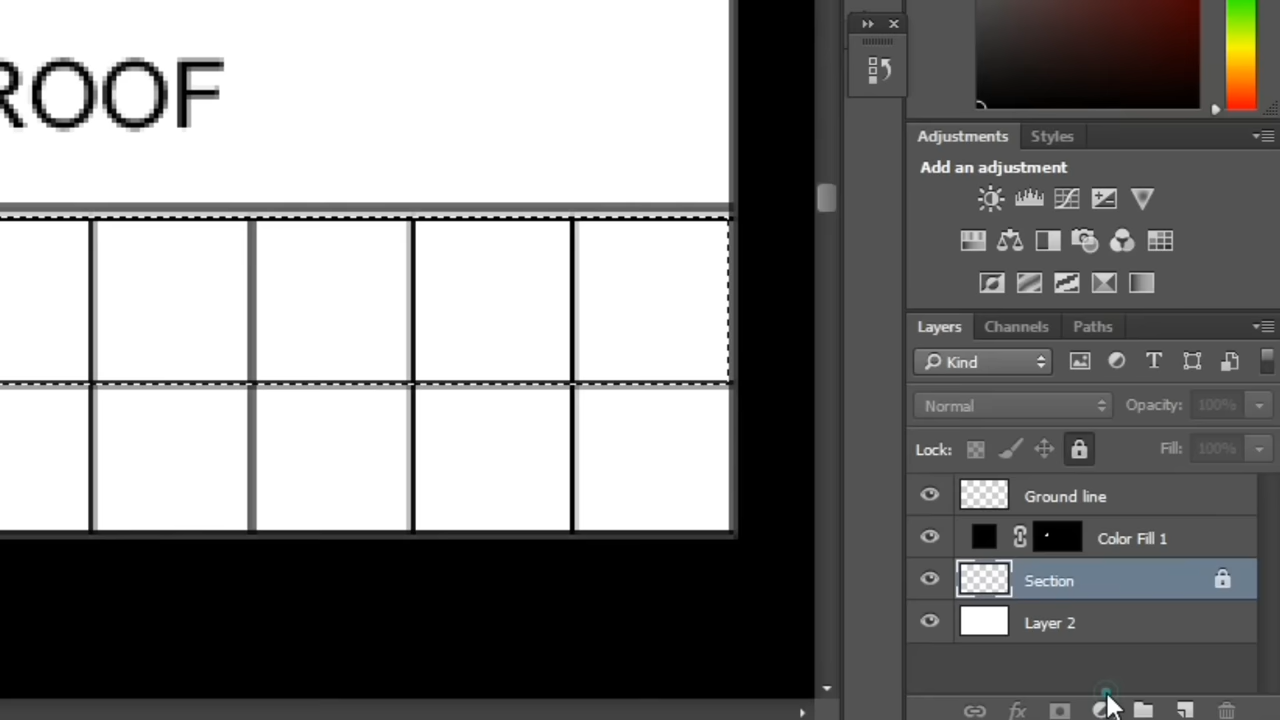 ROOF
Adjustments Styles
Add an adjustment
Layers Channels Paths
Kind
Normal Opacity: 100%
Lock: Fill: 100%
Ground line
Color Fill 1
Section
Layer 2
fx